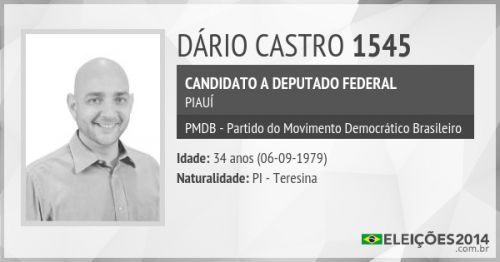 DÁRIO CASTRO 1545
CANDIDATO A DEPUTADO FEDERAL
PIAUÍ
PMDB - Partido do Movimento Democrático Brasileiro
Idade: 34 anos (06-09-1979)
Naturalidade: PI - Teresina
ELEIÇÕES2014
.com.br